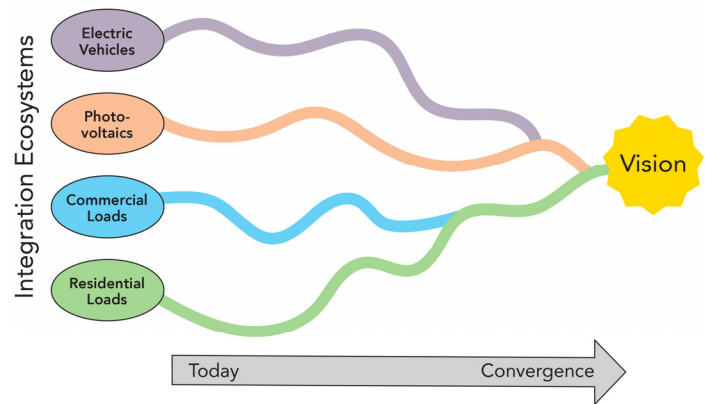 Integration Ecosystems
Electric
Vehicles
Photo-
voltaics
Commercial
Loads
Residential
Loads
Vision
Today
Convergence